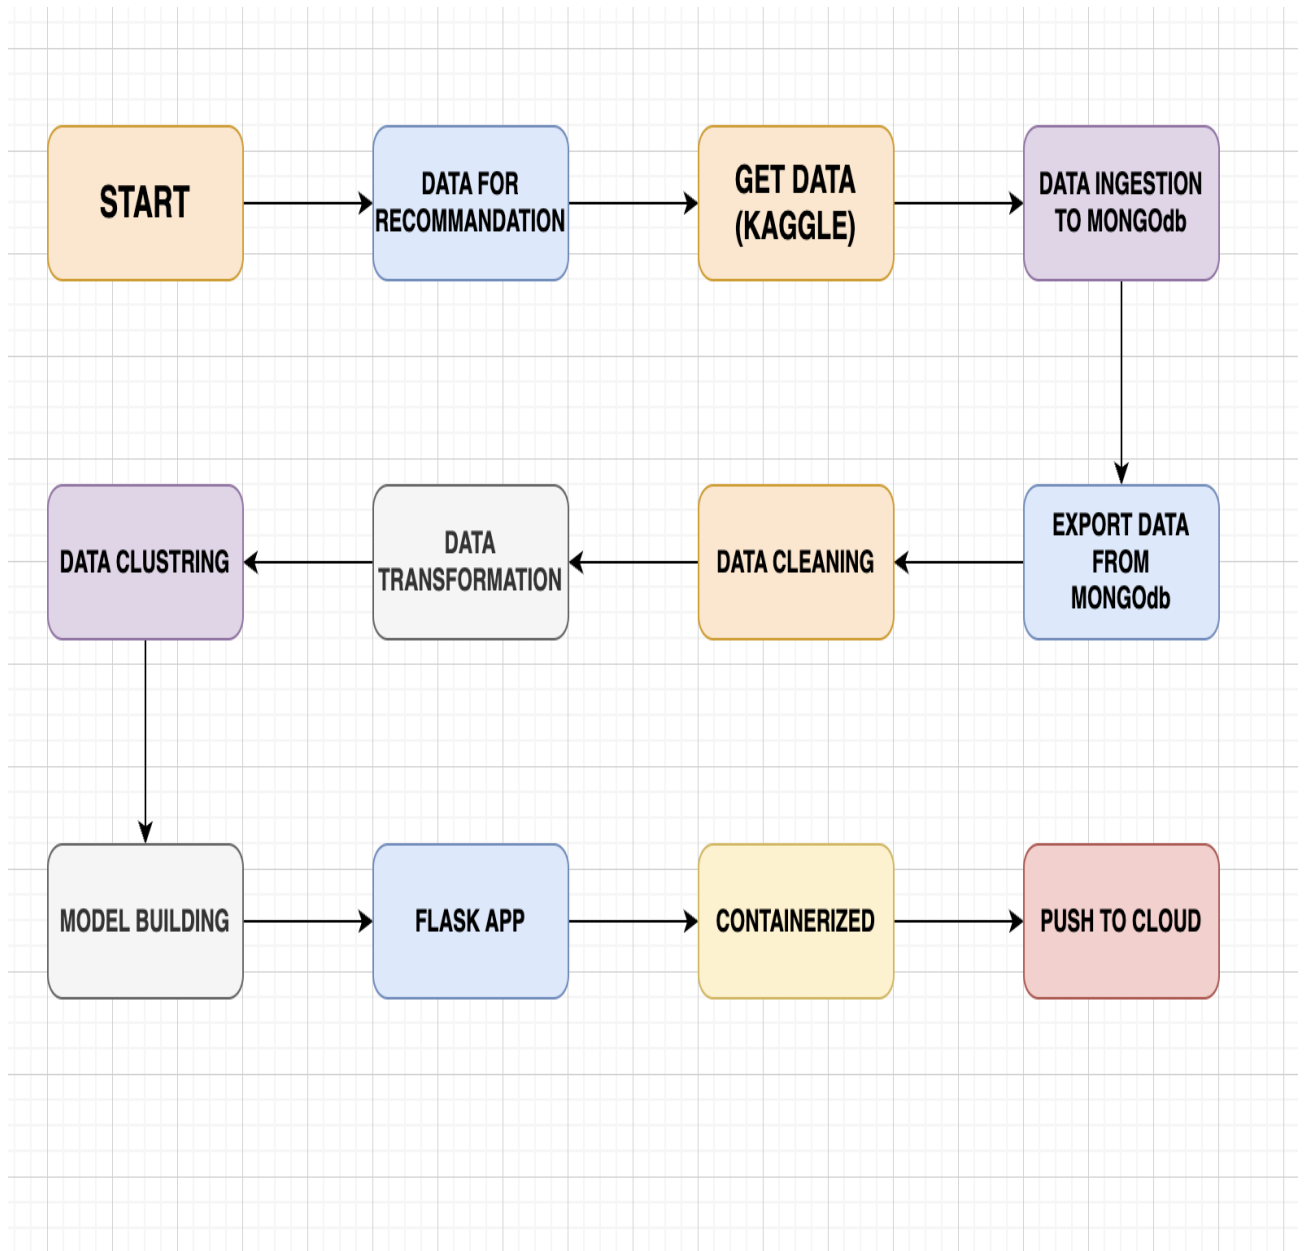 START
DATA FOR
RECOMMANDATION
GET DATA
(KAGGLE)
DATA INGESTION
TO MONGOdb
DATA CLUSTRING
DATA
TRANSFORMATION
DATA CLEANING
EXPORT DATA
FROM
MONGOdb
MODEL BUILDING
FLASK APP
CONTAINERIZED
PUSH TO CLOUD